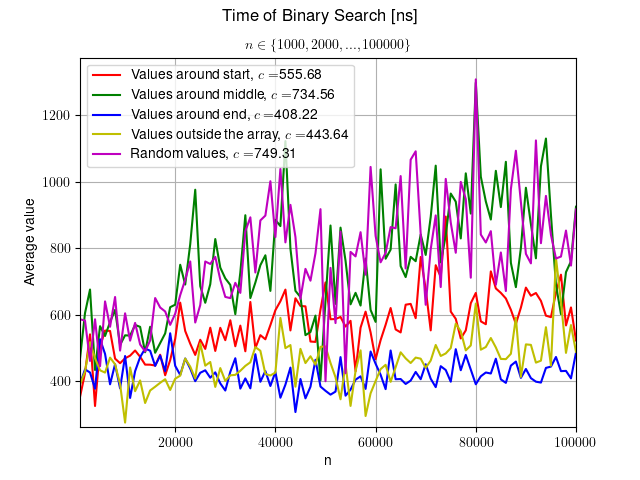 Time of Binary Search [ns]
n ∈ {1000, 2000, ..., 100000}
Values around start, c =555.68
Values around middle, c =734.56
Values around end, c =408.22
Values outside the array, c =443.64
Random values, c =749.31
Average value
1200
1000
800
600
400
20000 40000 60000 80000 100000
n